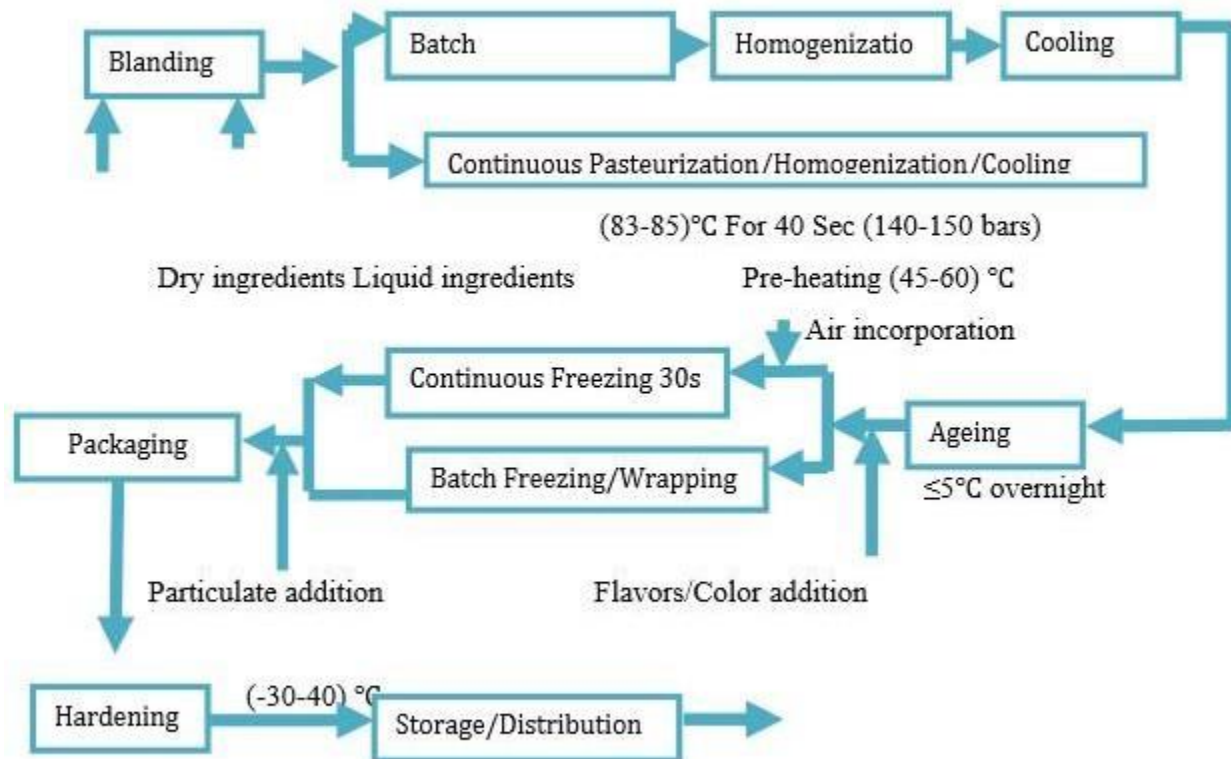 Blanding
Batch
Homogenizatio
Cooling
Continuous Pasteurization/Homogenization/Cooling
(83-85)°C For 40 Sec (140-150 bars)
Dry ingredients Liquid ingredients
Pre-heating (45-60) °C
Air incorporation
Continuous Freezing 30s
Packaging
Ageing
Batch Freezing/Wrapping
≤5°C overnight
Particulate addition
Flavors/Color addition
Hardening
(-30-40) °C
Storage/Distribution